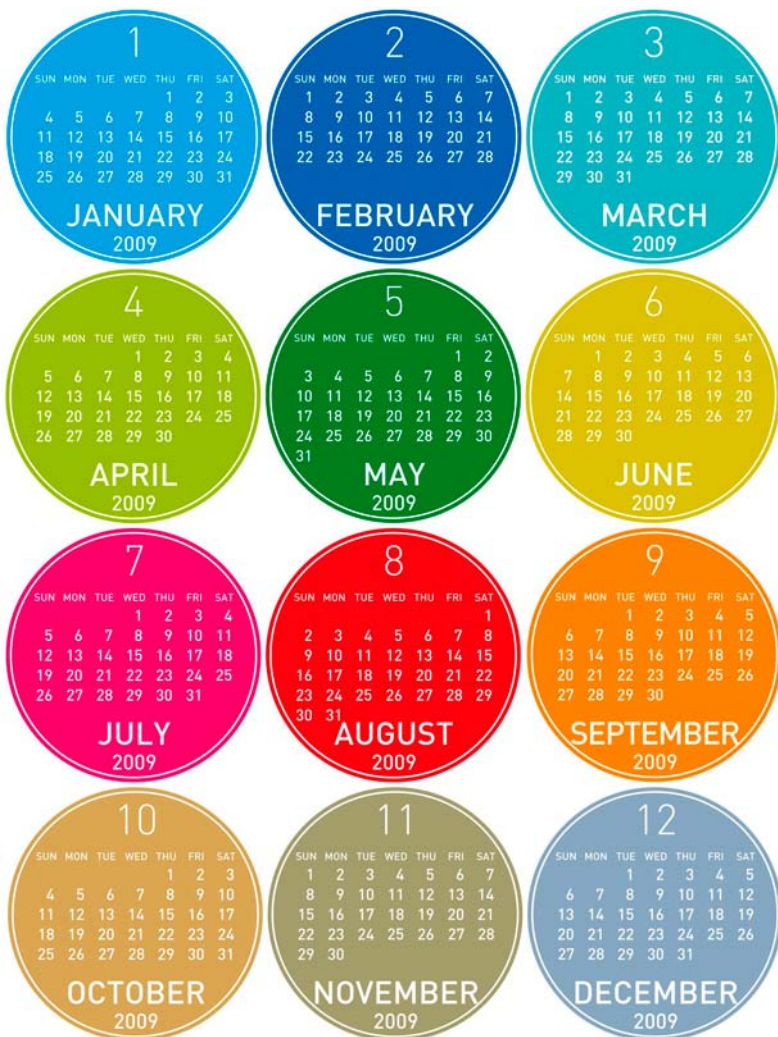 1
SUN MON TUE WED THU FRI SAT
1 2 3
4 5 6 7 8 9 10
11 12 13 14 15 16 17
18 19 20 21 22 23 24
25 26 27 28 29 30 31
JANUARY
2009
2
SUN MON TUE WED THU FRI SAT
1 2 3 4 5 6 7
8 9 10 11 12 13 14
15 16 17 18 19 20 21
22 23 24 25 26 27 28
FEBRUARY
2009
3
SUN MON TUE WED THU FRI SAT
1 2 3 4 5 6 7
8 9 10 11 12 13 14
15 16 17 18 19 20 21
22 23 24 25 26 27 28
29 30 31
MARCH
2009
4
SUN MON TUE WED THU FRI SAT
1 2 3 4
5 6 7 8 9 10 11
12 13 14 15 16 17 18
19 20 21 22 23 24 25
26 27 28 29 30
APRIL
2009
5
SUN MON TUE WED THU FRI SAT
1 2
3 4 5 6 7 8 9
10 11 12 13 14 15 16
17 18 19 20 21 22 23
24 25 26 27 28 29 30
31
MAY
2009
6
SUN MON TUE WED THU FRI SAT
1 2 3 4 5 6
7 8 9 10 11 12 13
14 15 16 17 18 19 20
21 22 23 24 25 26 27
28 29 30
JUNE
2009
7
SUN MON TUE WED THU FRI SAT
1 2 3 4
5 6 7 8 9 10 11
12 13 14 15 16 17 18
19 20 21 22 23 24 25
26 27 28 29 30 31
JULY
2009
8
SUN MON TUE WED THU FRI SAT
1
2 3 4 5 6 7 8
9 10 11 12 13 14 15
16 17 18 19 20 21 22
23 24 25 26 27 28 29
30 31
AUGUST
2009
9
SUN MON TUE WED THU FRI SAT
1 2 3 4 5
6 7 8 9 10 11 12
13 14 15 16 17 18 19
20 21 22 23 24 25 26
27 28 29 30
SEPTEMBER
2009
10
SUN MON TUE WED THU FRI SAT
1 2 3
4 5 6 7 8 9 10
11 12 13 14 15 16 17
18 19 20 21 22 23 24
25 26 27 28 29 30 31
OCTOBER
2009
11
SUN MON TUE WED THU FRI SAT
1 2 3 4 5 6 7
8 9 10 11 12 13 14
15 16 17 18 19 20 21
22 23 24 25 26 27 28
29 30
NOVEMBER
2009
12
SUN MON TUE WED THU FRI SAT
1 2 3 4 5
6 7 8 9 10 11 12
13 14 15 16 17 18 19
20 21 22 23 24 25 26
27 28 29 30 31
DECEMBER
2009